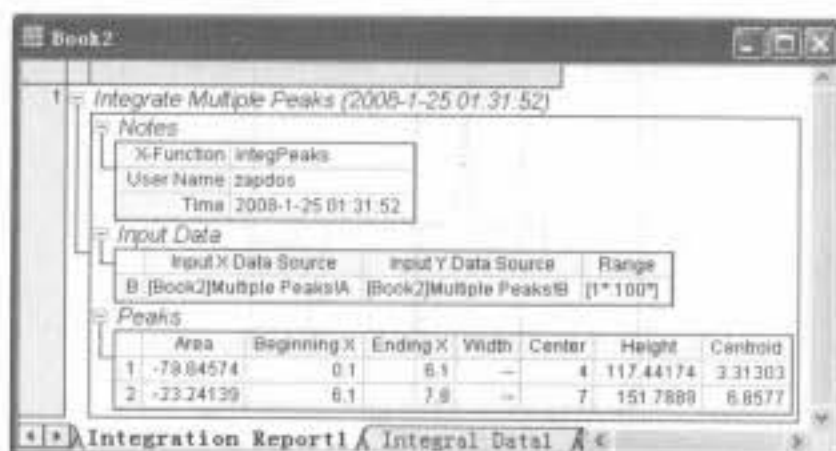 Book2
1 Integrate Multiple Peaks (2008-1-25 01:31:52)
Notes
X-Function integPeaks
User Name zapdos
Time 2008-1-25 01:31:52
Input Data
Input X Data Source Input Y Data Source Range
B [Book2]Multiple Peaks!A [Book2]Multiple Peaks!B [1*:100*]
Peaks
Area Beginning X Ending X Width Center Height Centroid
1 -78.84574 0.1 6.1 -- 4 117.44174 3.31303
2 -23.24139 6.1 7.8 -- 7 151.7889 6.8577
Integration Report1 Integral Data1